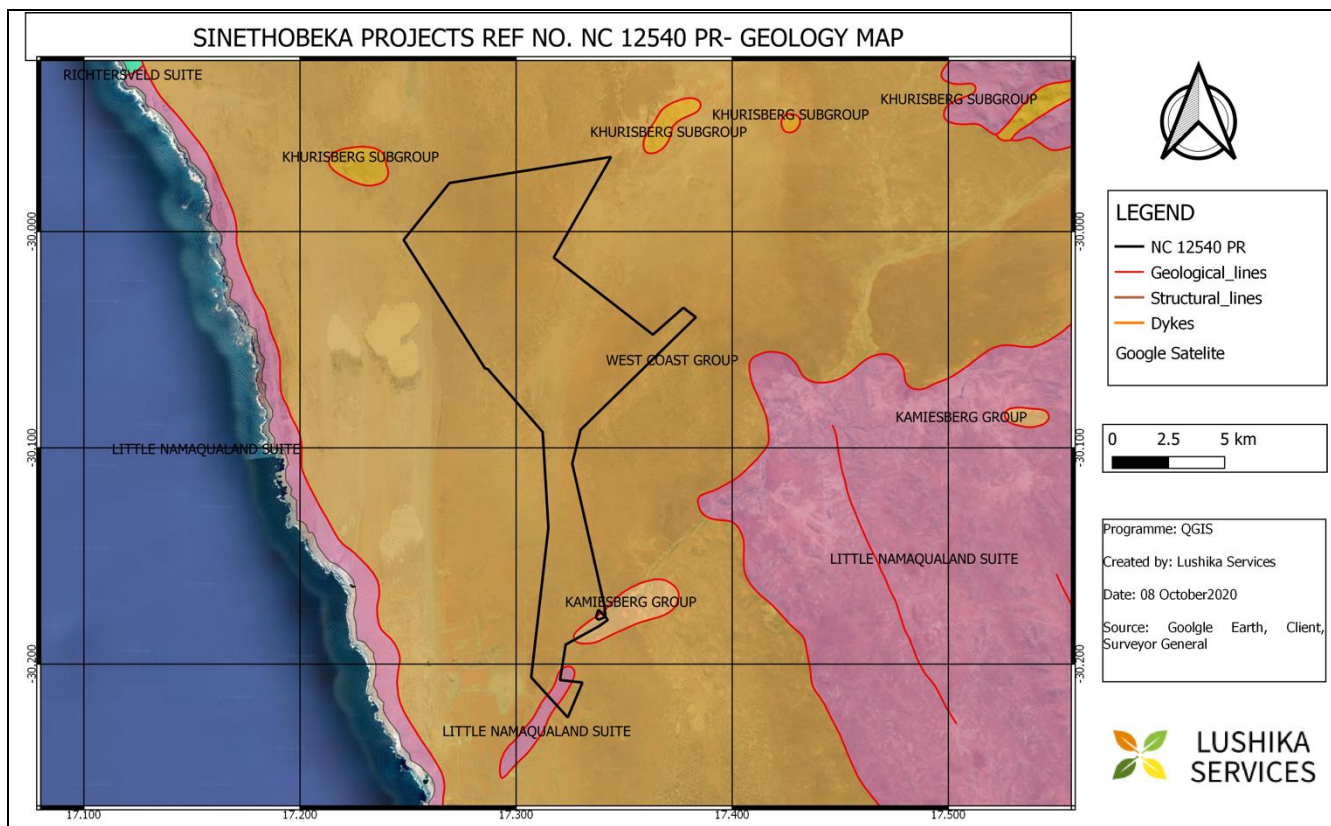 SINETHOBEKA PROJECTS REF NO. NC 12540 PR- GEOLOGY MAP
RICHTERSVELD SUITE
KHURISBERG SUBGROUP
KHURISBERG SUBGROUP
KHURISBERG SUBGROUP
KHURISBERG SUBGROUP
-30.000
-30.000
WEST COAST GROUP
KAMIESBERG GROUP
-30.100
-30.100
LITTLE NAMAQUALAND SUITE
LITTLE NAMAQUALAND SUITE
KAMIESBERG GROUP
-30.200
-30.200
LITTLE NAMAQUALAND SUITE
17.100
17.200
17.300
17.400
17.500
LEGEND
NC 12540 PR
Geological_lines
Structural_lines
Dykes
Google Satelite
0 2.5 5 km
Programme: QGIS
Created by: Lushika Services
Date: 08 October2020
Source: Goolgle Earth, Client,
Surveyor General
LUSHIKA
SERVICES